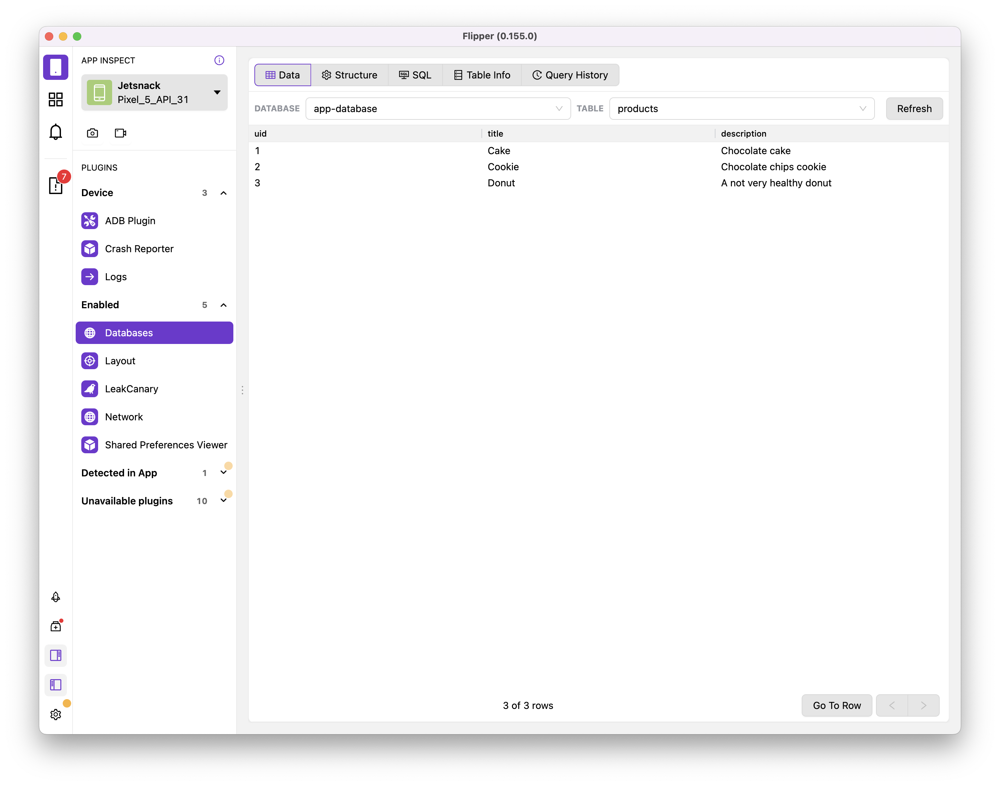 Flipper (0.155.0)
APP INSPECT
Jetsnack
Pixel_5_API_31
7
PLUGINS
Device 3
ADB Plugin
Crash Reporter
Logs
Enabled 5
Databases
Layout
LeakCanary
Network
Shared Preferences Viewer
Detected in App 1
Unavailable plugins 10
Data Structure SQL SQL Table Info Query History
DATABASE app-database TABLE products Refresh
uid title description
1 Cake Chocolate cake
2 Cookie Chocolate chips cookie
3 Donut A not very healthy donut
3 of 3 rows Go To Row < >